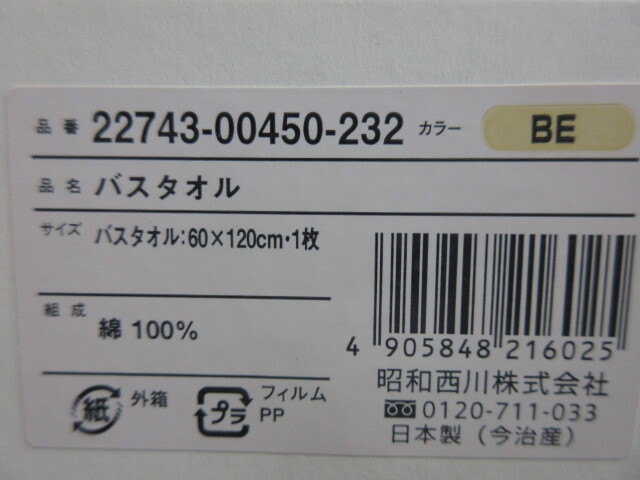 品番 22743-00450-232 カラー BE
品名 バスタオル
サイズ バスタオル:60×120cm・1枚
組成 綿 100%
4 905848 216025
昭和西川株式会社
0120-711-033
日本製（今治産）
紙 外箱
プラ フィルム
PP